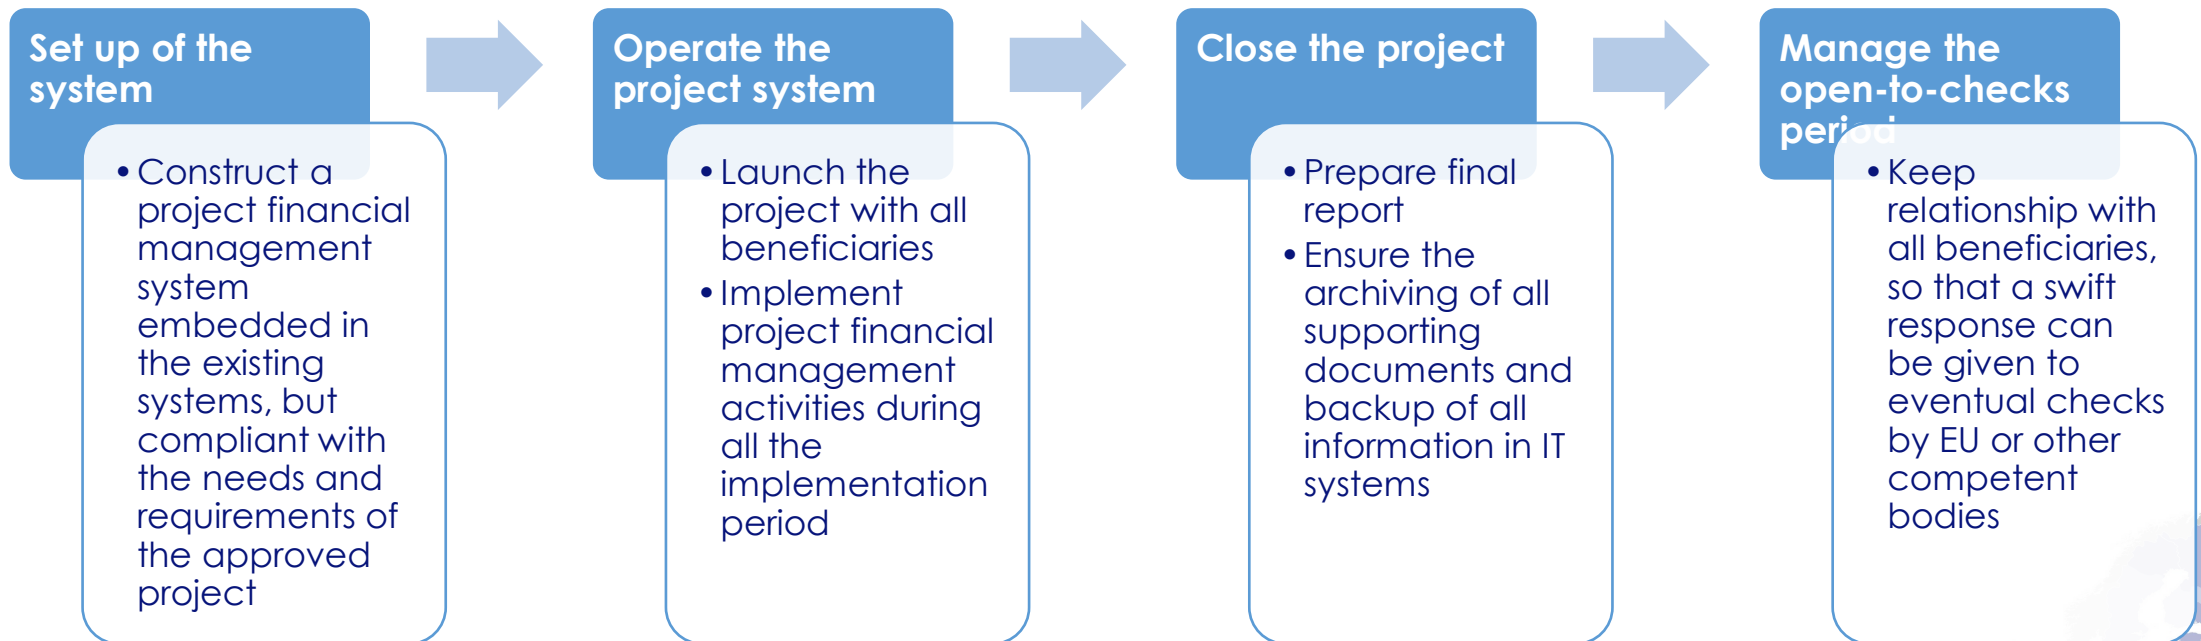 Set up of the
system
• Construct a
project financial
management
system
embedded in
the existing
systems, but
compliant with
the needs and
requirements of
the approved
project
Operate the
project system
• Launch the
project with all
beneficiaries
• Implement
project financial
management
activities during
all the
implementation
period
Close the project
• Prepare final
report
• Ensure the
archiving of all
supporting
documents and
backup of all
information in IT
systems
Manage the
open-to-checks
period
• Keep
relationship with
all beneficiaries,
so that a swift
response can
be given to
eventual checks
by EU or other
competent
bodies